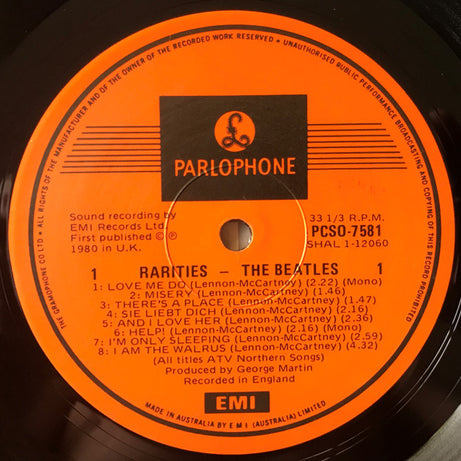 THE GRAMOPHONE CO LTD • ALL RIGHTS OF THE MANUFACTURER AND OF THE OWNER OF THE RECORDED WORK RESERVED • UNAUTHORISED PUBLIC PERFORMANCE BROADCASTING AND COPYING OF THIS RECORD PROHIBITED
£
PARLOPHONE
Sound recording by
EMI Records Ltd.
First published © ℗
1980 in U.K.
33 1/3 R.P.M.
PCSO-7581
SHAL 1-12060
1 RARITIES – THE BEATLES 1
1: LOVE ME DO (Lennon-McCartney) (2.22) (Mono)
2: MISERY (Lennon-McCartney) (1.46)
3: THERE'S A PLACE (Lennon-McCartney) (1.47)
4: SIE LIEBT DICH (Lennon-McCartney) (2.16)
5: AND I LOVE HER (Lennon-McCartney) (2.36)
6: HELP! (Lennon-McCartney) (2.16) (Mono)
7: I'M ONLY SLEEPING (Lennon-McCartney) (2.59)
8: I AM THE WALRUS (Lennon-McCartney) (4.32)
(All titles ATV Northern Songs)
Produced by George Martin
Recorded in England
EMI
MADE IN AUSTRALIA BY E M I (AUSTRALIA) LIMITED